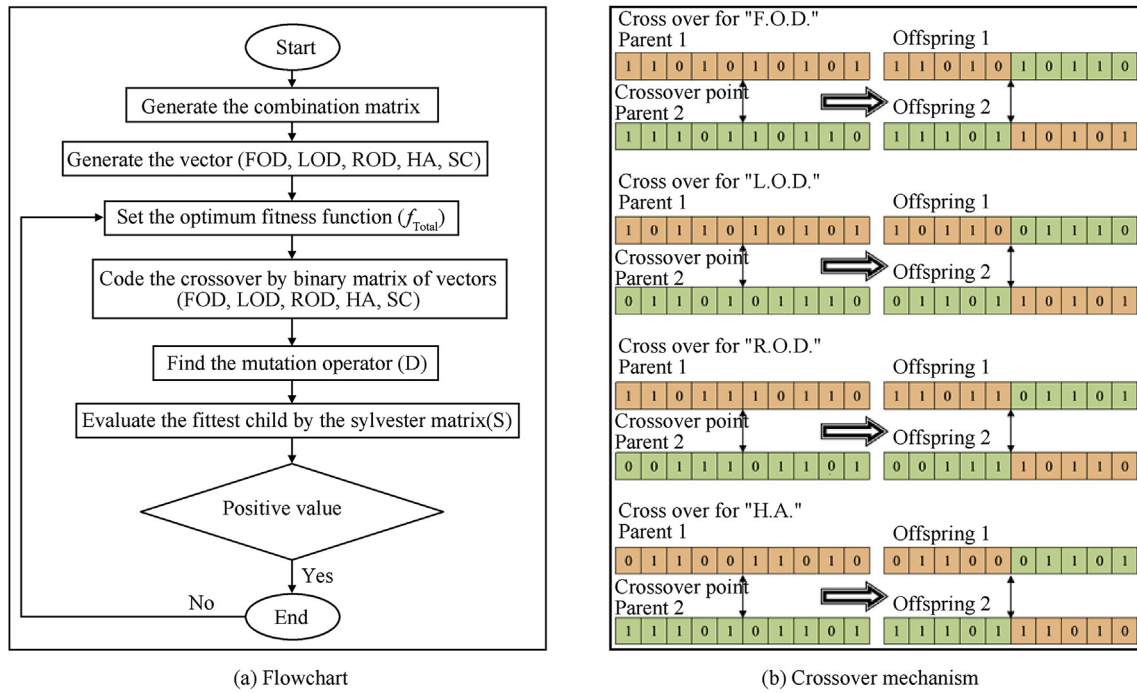 Start
Generate the combination matrix
Generate the vector (FOD, LOD, ROD, HA, SC)
Set the optimum fitness function (fTotal)
Code the crossover by binary matrix of vectors
(FOD, LOD, ROD, HA, SC)
Find the mutation operator (D)
Evaluate the fittest child by the sylvester matrix(S)
Positive value
Yes
No
End
(a) Flowchart
Cross over for "F.O.D."
Parent 1
Offspring 1
1 1 0 1 0 1 0 1 0 1
1 1 0 1 0 1 0 1 1 0
Crossover point
Parent 2
Offspring 2
1 1 1 0 1 1 0 1 1 0
1 1 1 0 1 1 0 1 0 1
Cross over for "L.O.D."
Parent 1
Offspring 1
1 0 1 1 0 1 0 1 0 1
1 0 1 1 0 0 1 1 1 0
Crossover point
Parent 2
Offspring 2
0 1 1 0 1 0 1 1 1 0
0 1 1 0 1 1 0 1 0 1
Cross over for "R.O.D."
Parent 1
Offspring 1
1 1 0 1 1 1 0 1 1 0
1 1 0 1 1 0 1 1 0 1
Crossover point
Parent 2
Offspring 2
0 0 1 1 1 0 1 1 0 1
0 0 1 1 1 1 0 1 1 0
Cross over for "H.A."
Parent 1
Offspring 1
0 1 1 0 0 1 1 0 1 0
0 1 1 0 0 0 1 1 0 1
Crossover point
Parent 2
Offspring 2
1 1 1 0 1 0 1 1 0 1
1 1 1 0 1 1 1 0 1 0
(b) Crossover mechanism